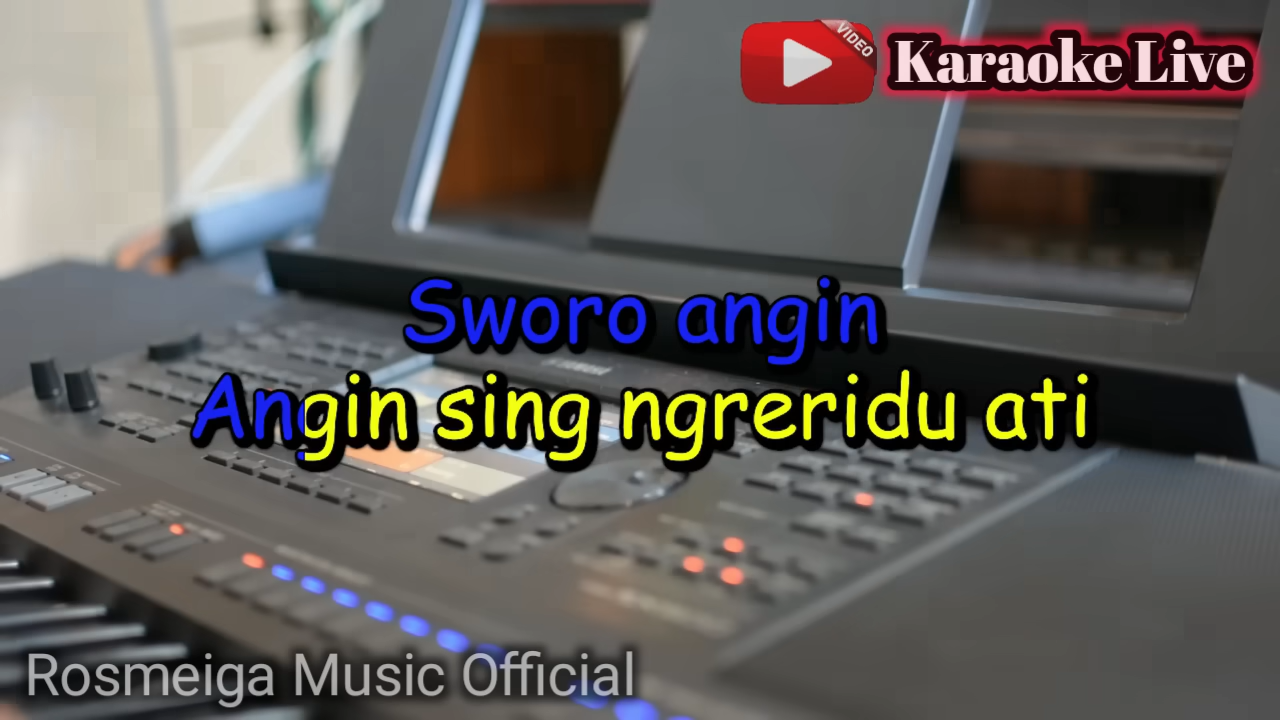 VIDEO
Karaoke Live
Sworo angin
Angin sing ngreridu ati
Rosmeiga Music Official